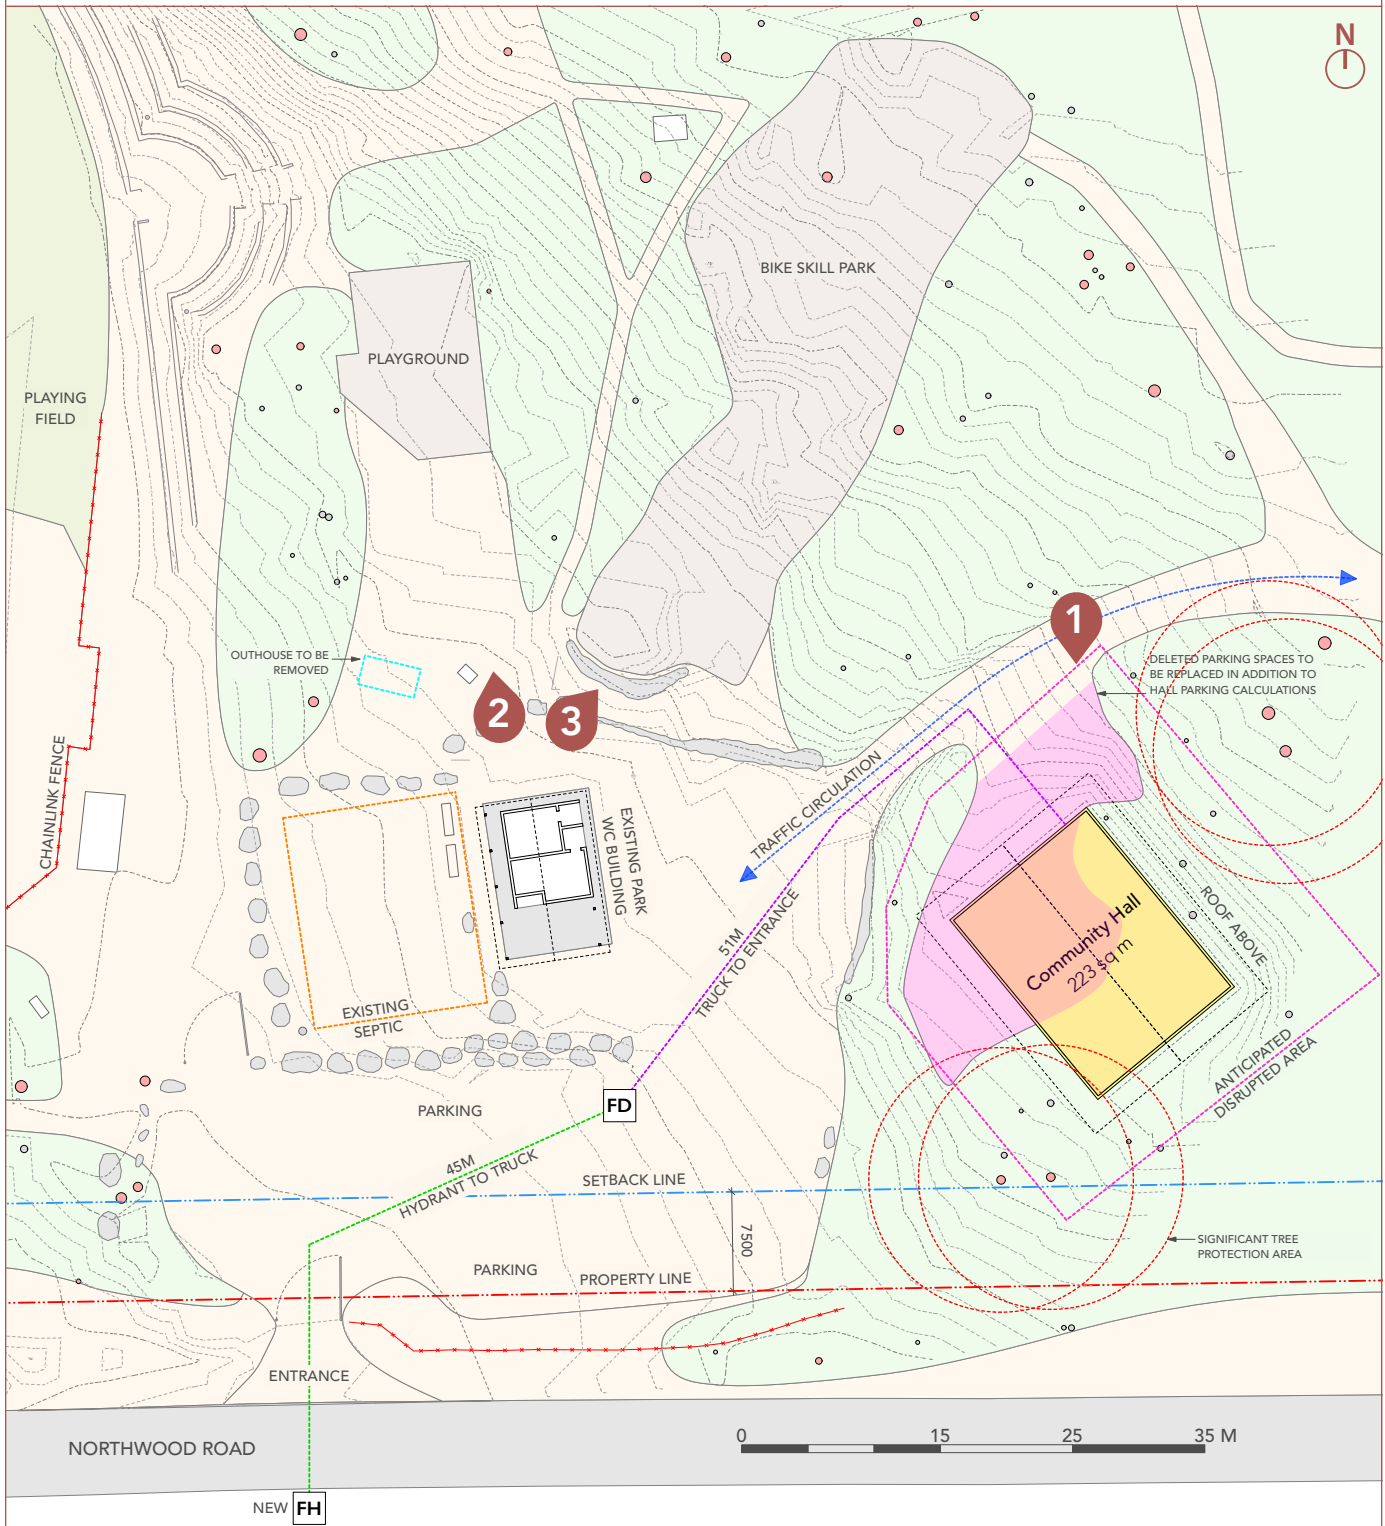 N
BIKE SKILL PARK
PLAYGROUND
PLAYING
FIELD
1
OUTHOUSE TO BE
REMOVED
DELETED PARKING SPACES TO
BE REPLACED IN ADDITION TO
HALL PARKING CALCULATIONS
2
3
CHAINLINK FENCE
TRAFFIC CIRCULATION
EXISTING PARK
WC BUILDING
51M
TRUCK TO ENTRANCE
Community Hall
223 sq m
ROOF ABOVE
EXISTING
SEPTIC
ANTICIPATED
DISRUPTED AREA
PARKING
FD
45M
HYDRANT TO TRUCK
SETBACK LINE
7500
SIGNIFICANT TREE
PROTECTION AREA
PARKING
PROPERTY LINE
ENTRANCE
NORTHWOOD ROAD
0 15 25 35 M
NEW FH